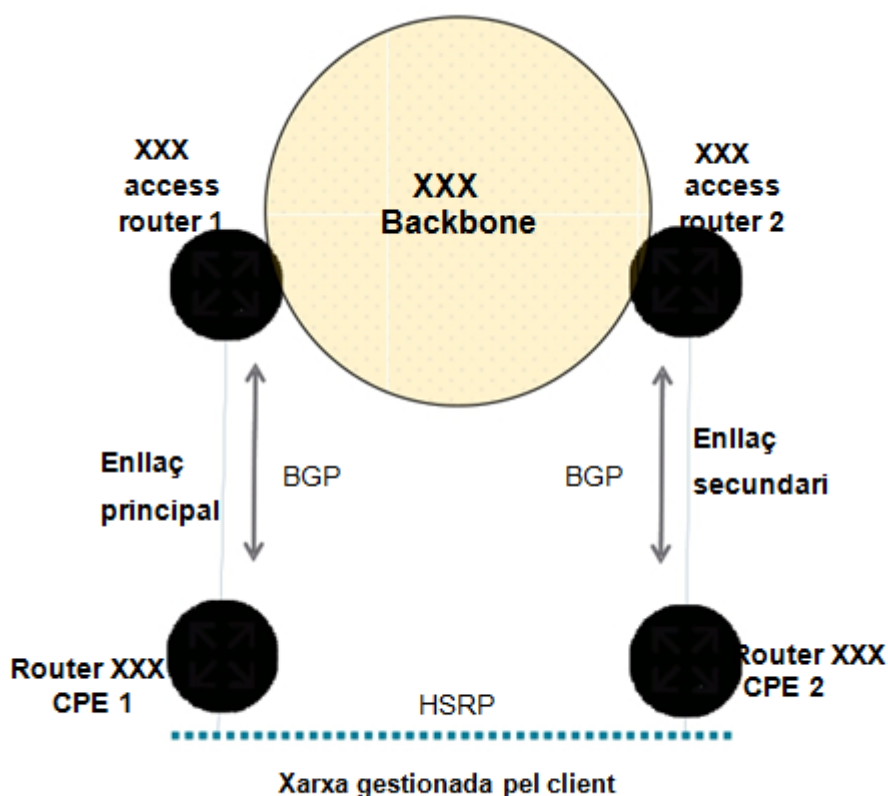 XXX
access
router 1
XXX
Backbone
XXX
access
router 2
Enllaç
principal
BGP
BGP
Enllaç
secundari
Router XXX
CPE 1
HSRP
Router XXX
CPE 2
Xarxa gestionada pel client